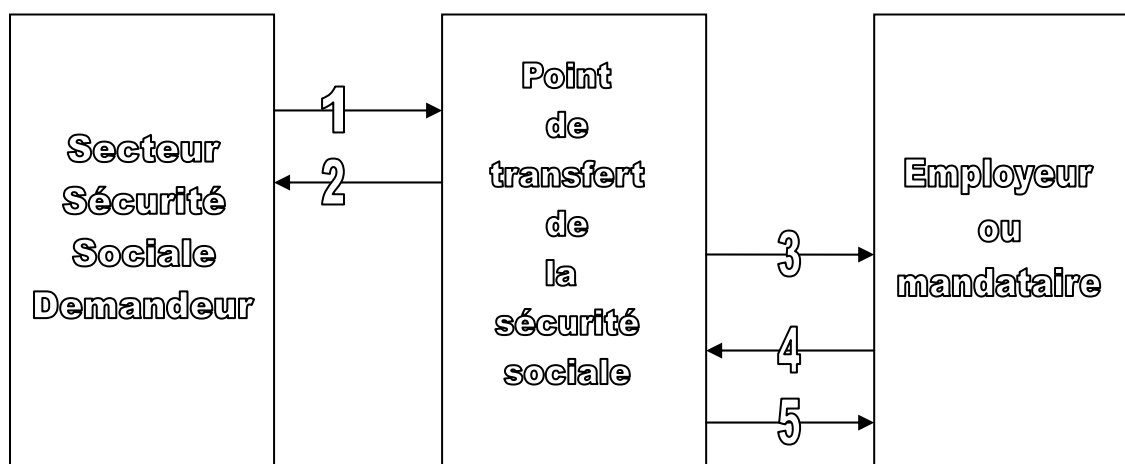 Secteur
Sécurité
Sociale
Demandeur
1
2
Point
de
transfert
de
la
sécurité
sociale
3
4
5
Employeur
ou
mandataire